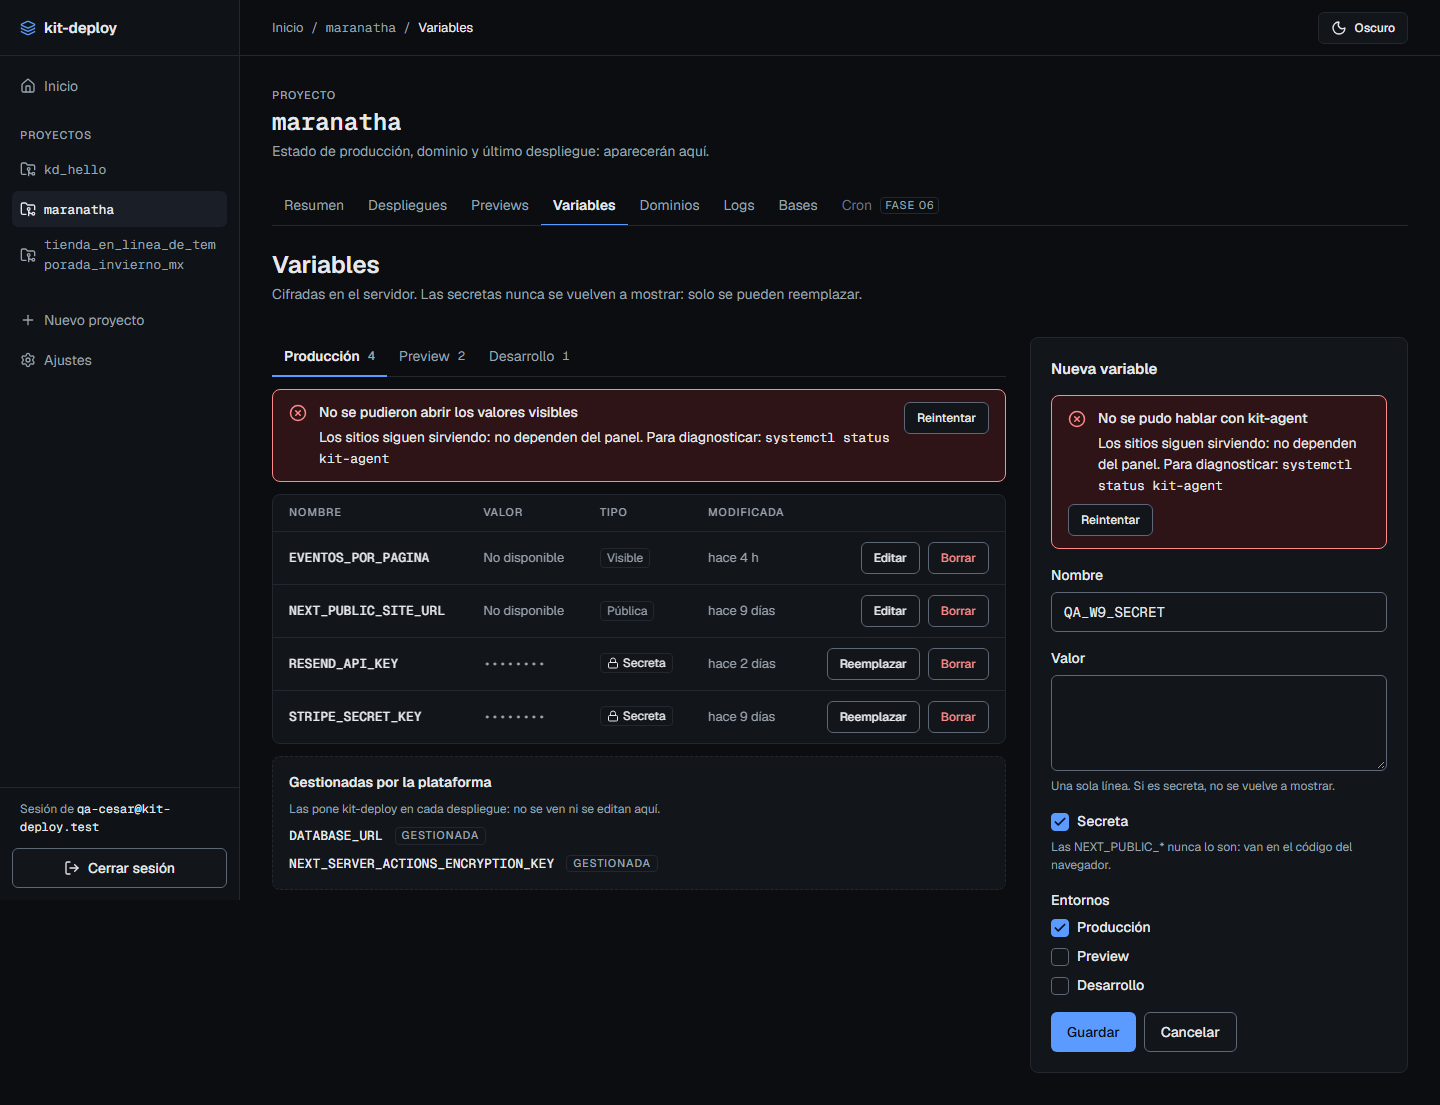 kit-deploy
Inicio / maranatha / Variables
Oscuro
Inicio
PROYECTOS
kd_hello
maranatha
tienda_en_linea_de_tem
porada_invierno_mx
Nuevo proyecto
Ajustes
Sesión de qa-cesar@kit-
deploy.test
Cerrar sesión
PROYECTO
maranatha
Estado de producción, dominio y último despliegue: aparecerán aquí.
Resumen Despliegues Previews Variables Dominios Logs Bases Cron FASE 06
Variables
Cifradas en el servidor. Las secretas nunca se vuelven a mostrar: solo se pueden reemplazar.
Producción 4 Preview 2 Desarrollo 1
No se pudieron abrir los valores visibles
Los sitios siguen sirviendo: no dependen del panel. Para diagnosticar: systemctl status
kit-agent
Reintentar
NOMBRE VALOR TIPO MODIFICADA
EVENTOS_POR_PAGINA No disponible Visible hace 4 h Editar Borrar
NEXT_PUBLIC_SITE_URL No disponible Pública hace 9 días Editar Borrar
RESEND_API_KEY •••••••• Secreta hace 2 días Reemplazar Borrar
STRIPE_SECRET_KEY •••••••• Secreta hace 9 días Reemplazar Borrar
Gestionadas por la plataforma
Las pone kit-deploy en cada despliegue: no se ven ni se editan aquí.
DATABASE_URL GESTIONADA
NEXT_SERVER_ACTIONS_ENCRYPTION_KEY GESTIONADA
Nueva variable
No se pudo hablar con kit-agent
Los sitios siguen sirviendo: no dependen
del panel. Para diagnosticar: systemctl
status kit-agent
Reintentar
Nombre
QA_W9_SECRET
Valor
Una sola línea. Si es secreta, no se vuelve a mostrar.
Secreta
Las NEXT_PUBLIC_* nunca lo son: van en el código del
navegador.
Entornos
Producción
Preview
Desarrollo
Guardar Cancelar